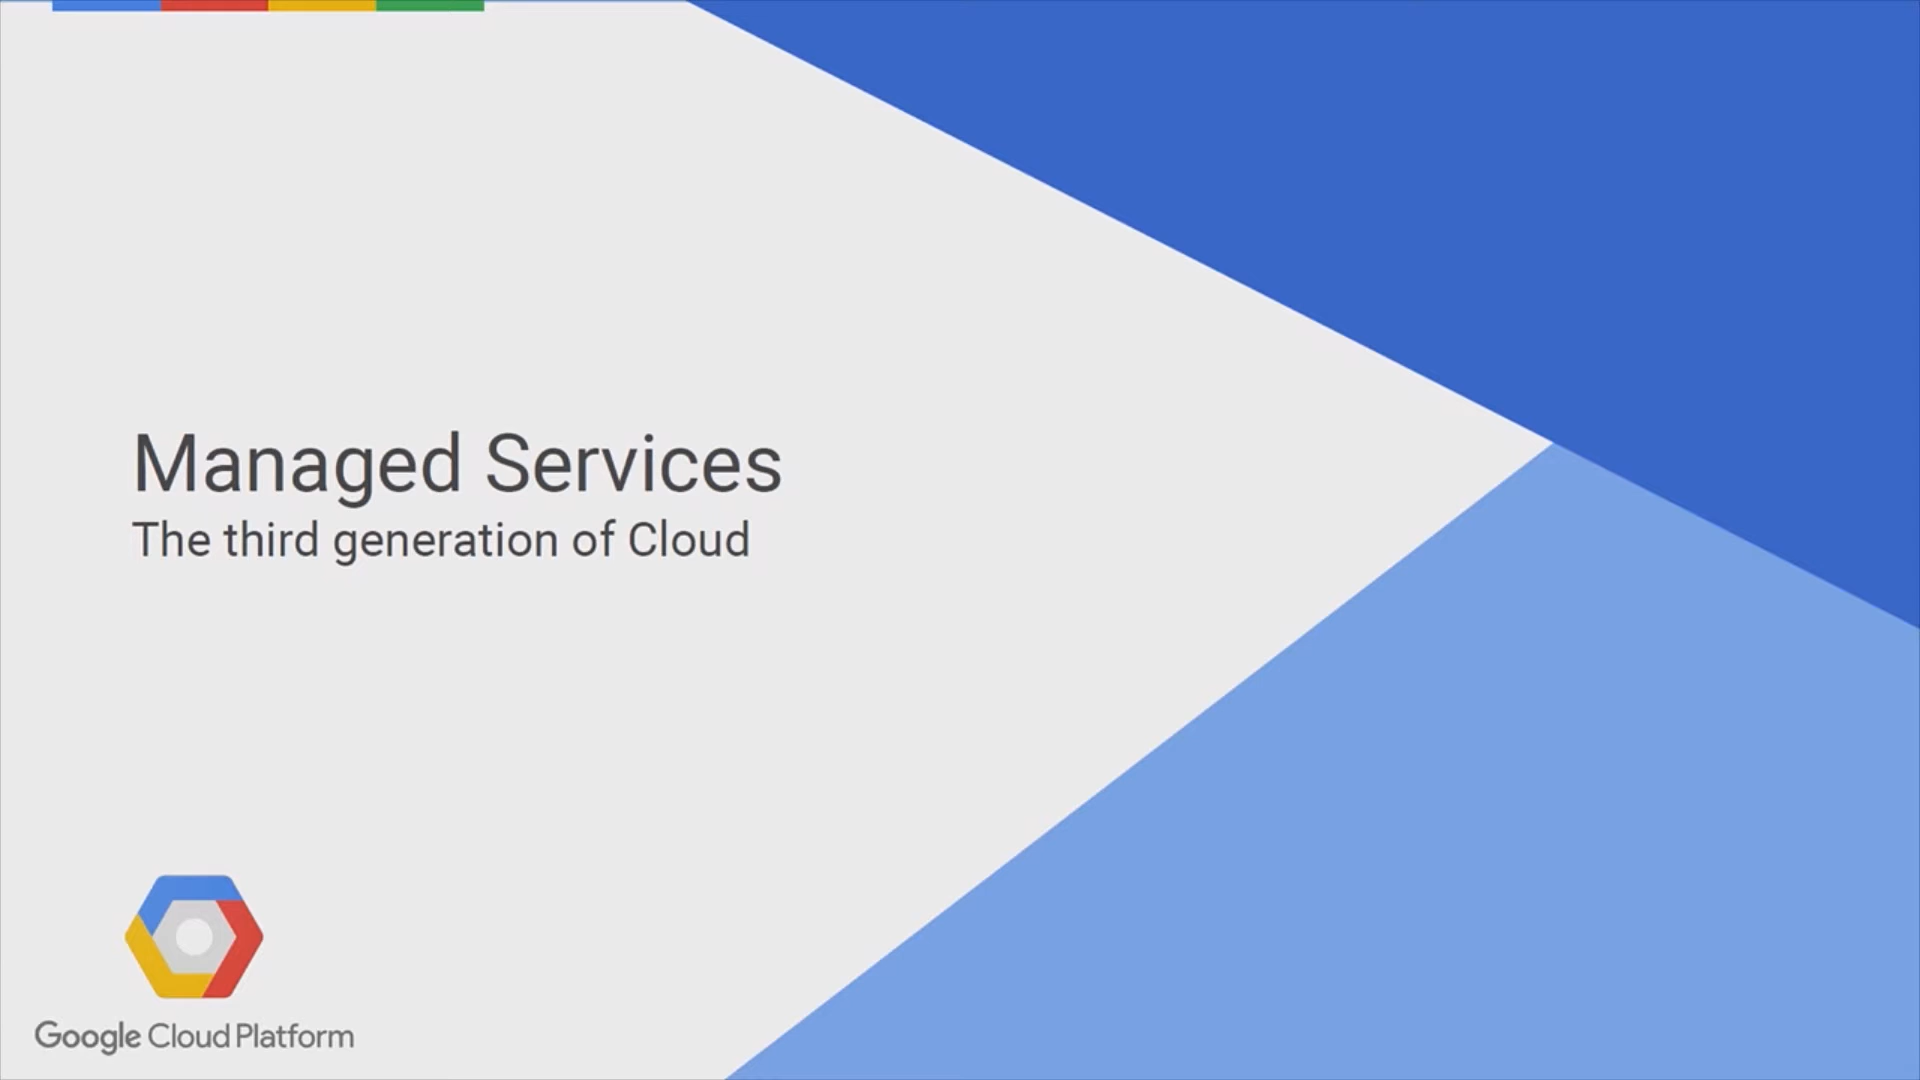 Managed Services
The third generation of Cloud
Google Cloud Platform